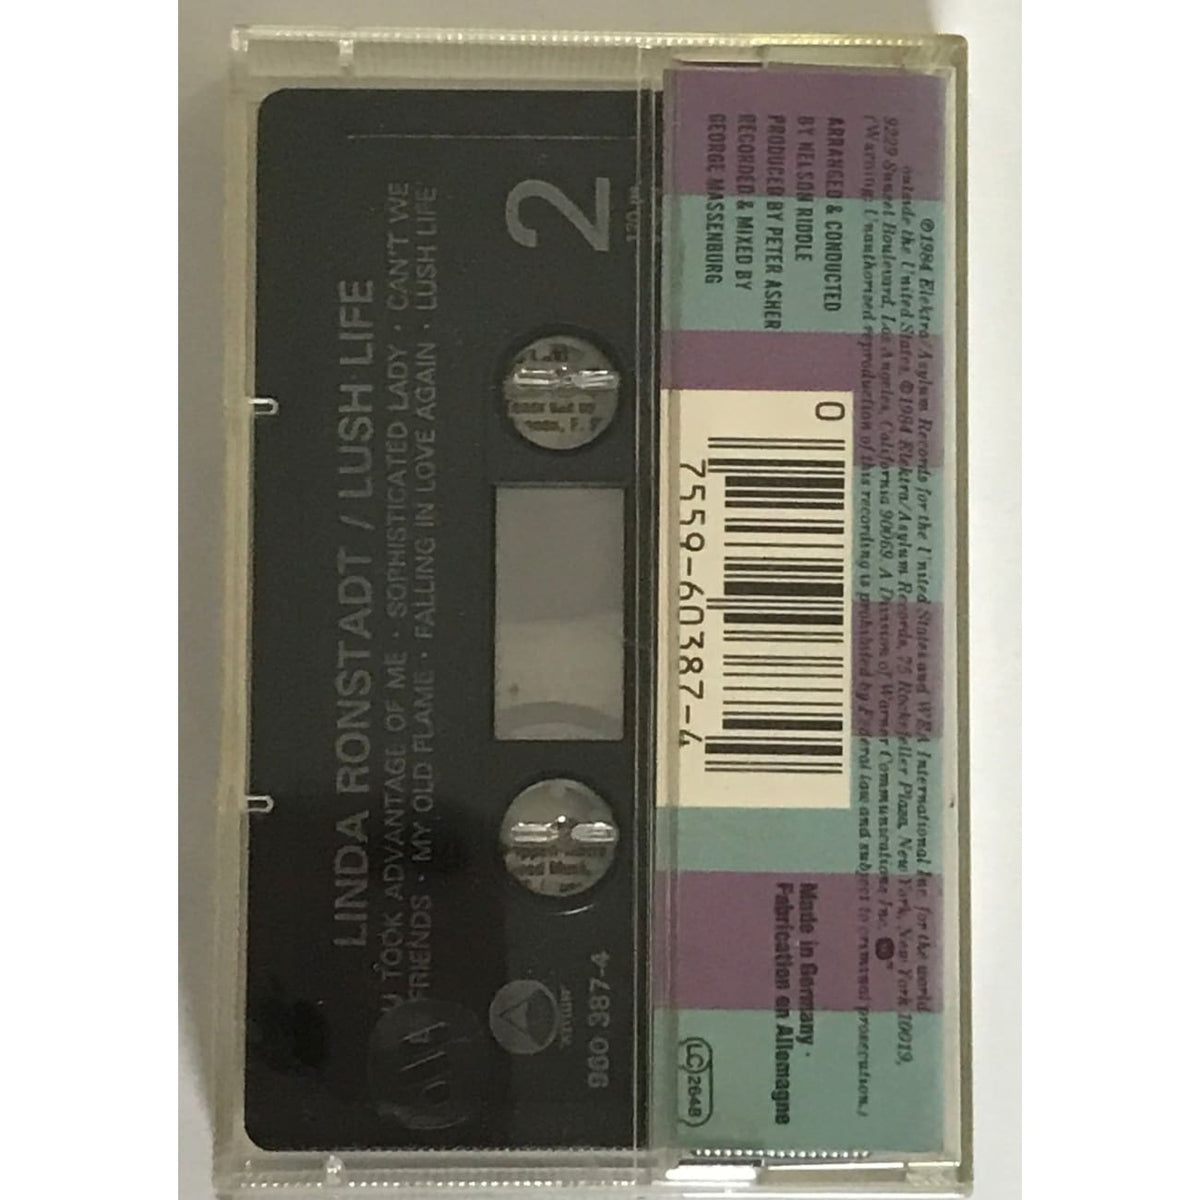 LINDA RONSTADT / LUSH LIFE
TOOK ADVANTAGE OF ME · SOPHISTICATED LADY · CAN'T WE
FRIENDS · MY OLD FLAME · FALLING IN LOVE AGAIN · LUSH LIFE
2
ASYLUM
960 387-4
ARRANGED & CONDUCTED
BY NELSON RIDDLE
PRODUCED BY PETER ASHER
RECORDED & MIXED BY
GEORGE MASSENBURG
℗ 1984 Elektra/Asylum Records for the United States and WEA International Inc. for the world
outside the United States. © 1984 Elektra/Asylum Records, 75 Rockefeller Plaza, New York, New York 10019,
9229 Sunset Boulevard, Los Angeles, California 90069. A Division of Warner Communications Inc.
(Warning: Unauthorized reproduction of this recording is prohibited by Federal law and subject to criminal prosecution.)
0
7559-60387-4
Made in Germany ·
Fabrication en Allemagne
LC 2648